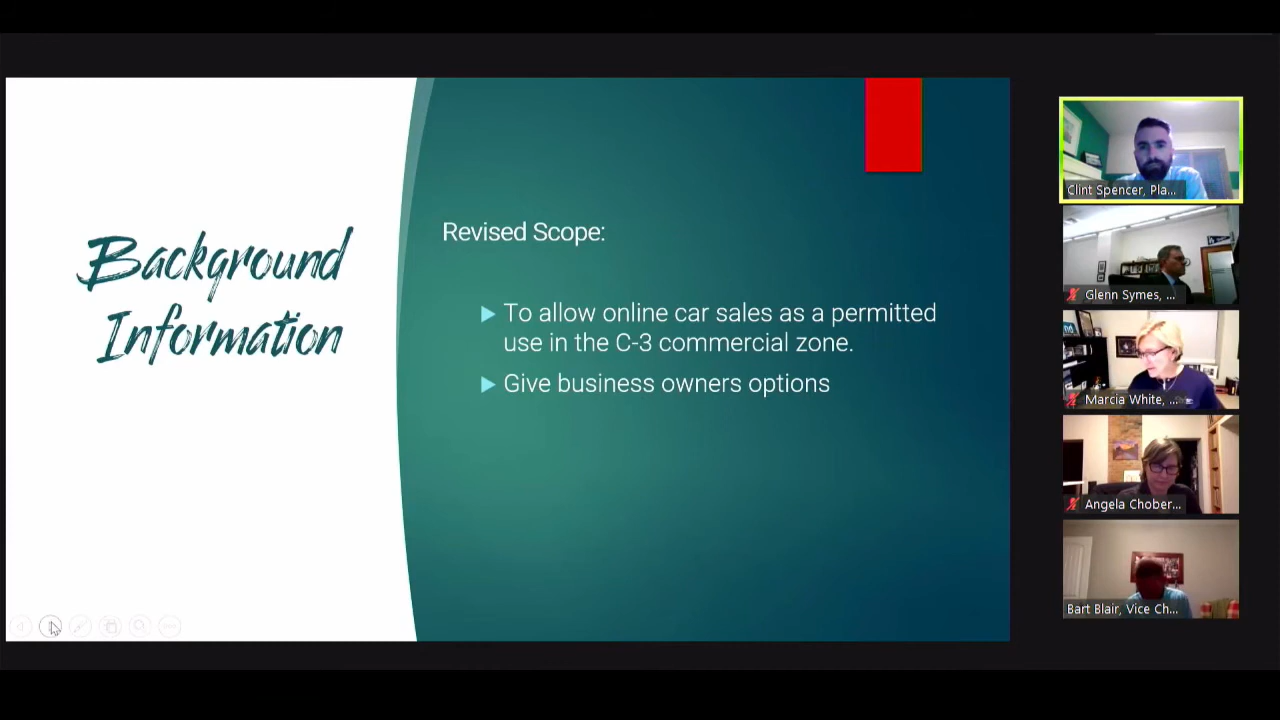 Background
Information
Revised Scope:
To allow online car sales as a permitted
use in the C-3 commercial zone.
Give business owners options
Clint Spencer, Pla...
Glenn Symes, ...
Marcia White, ...
Angela Chober...
Bart Blair, Vice Ch...